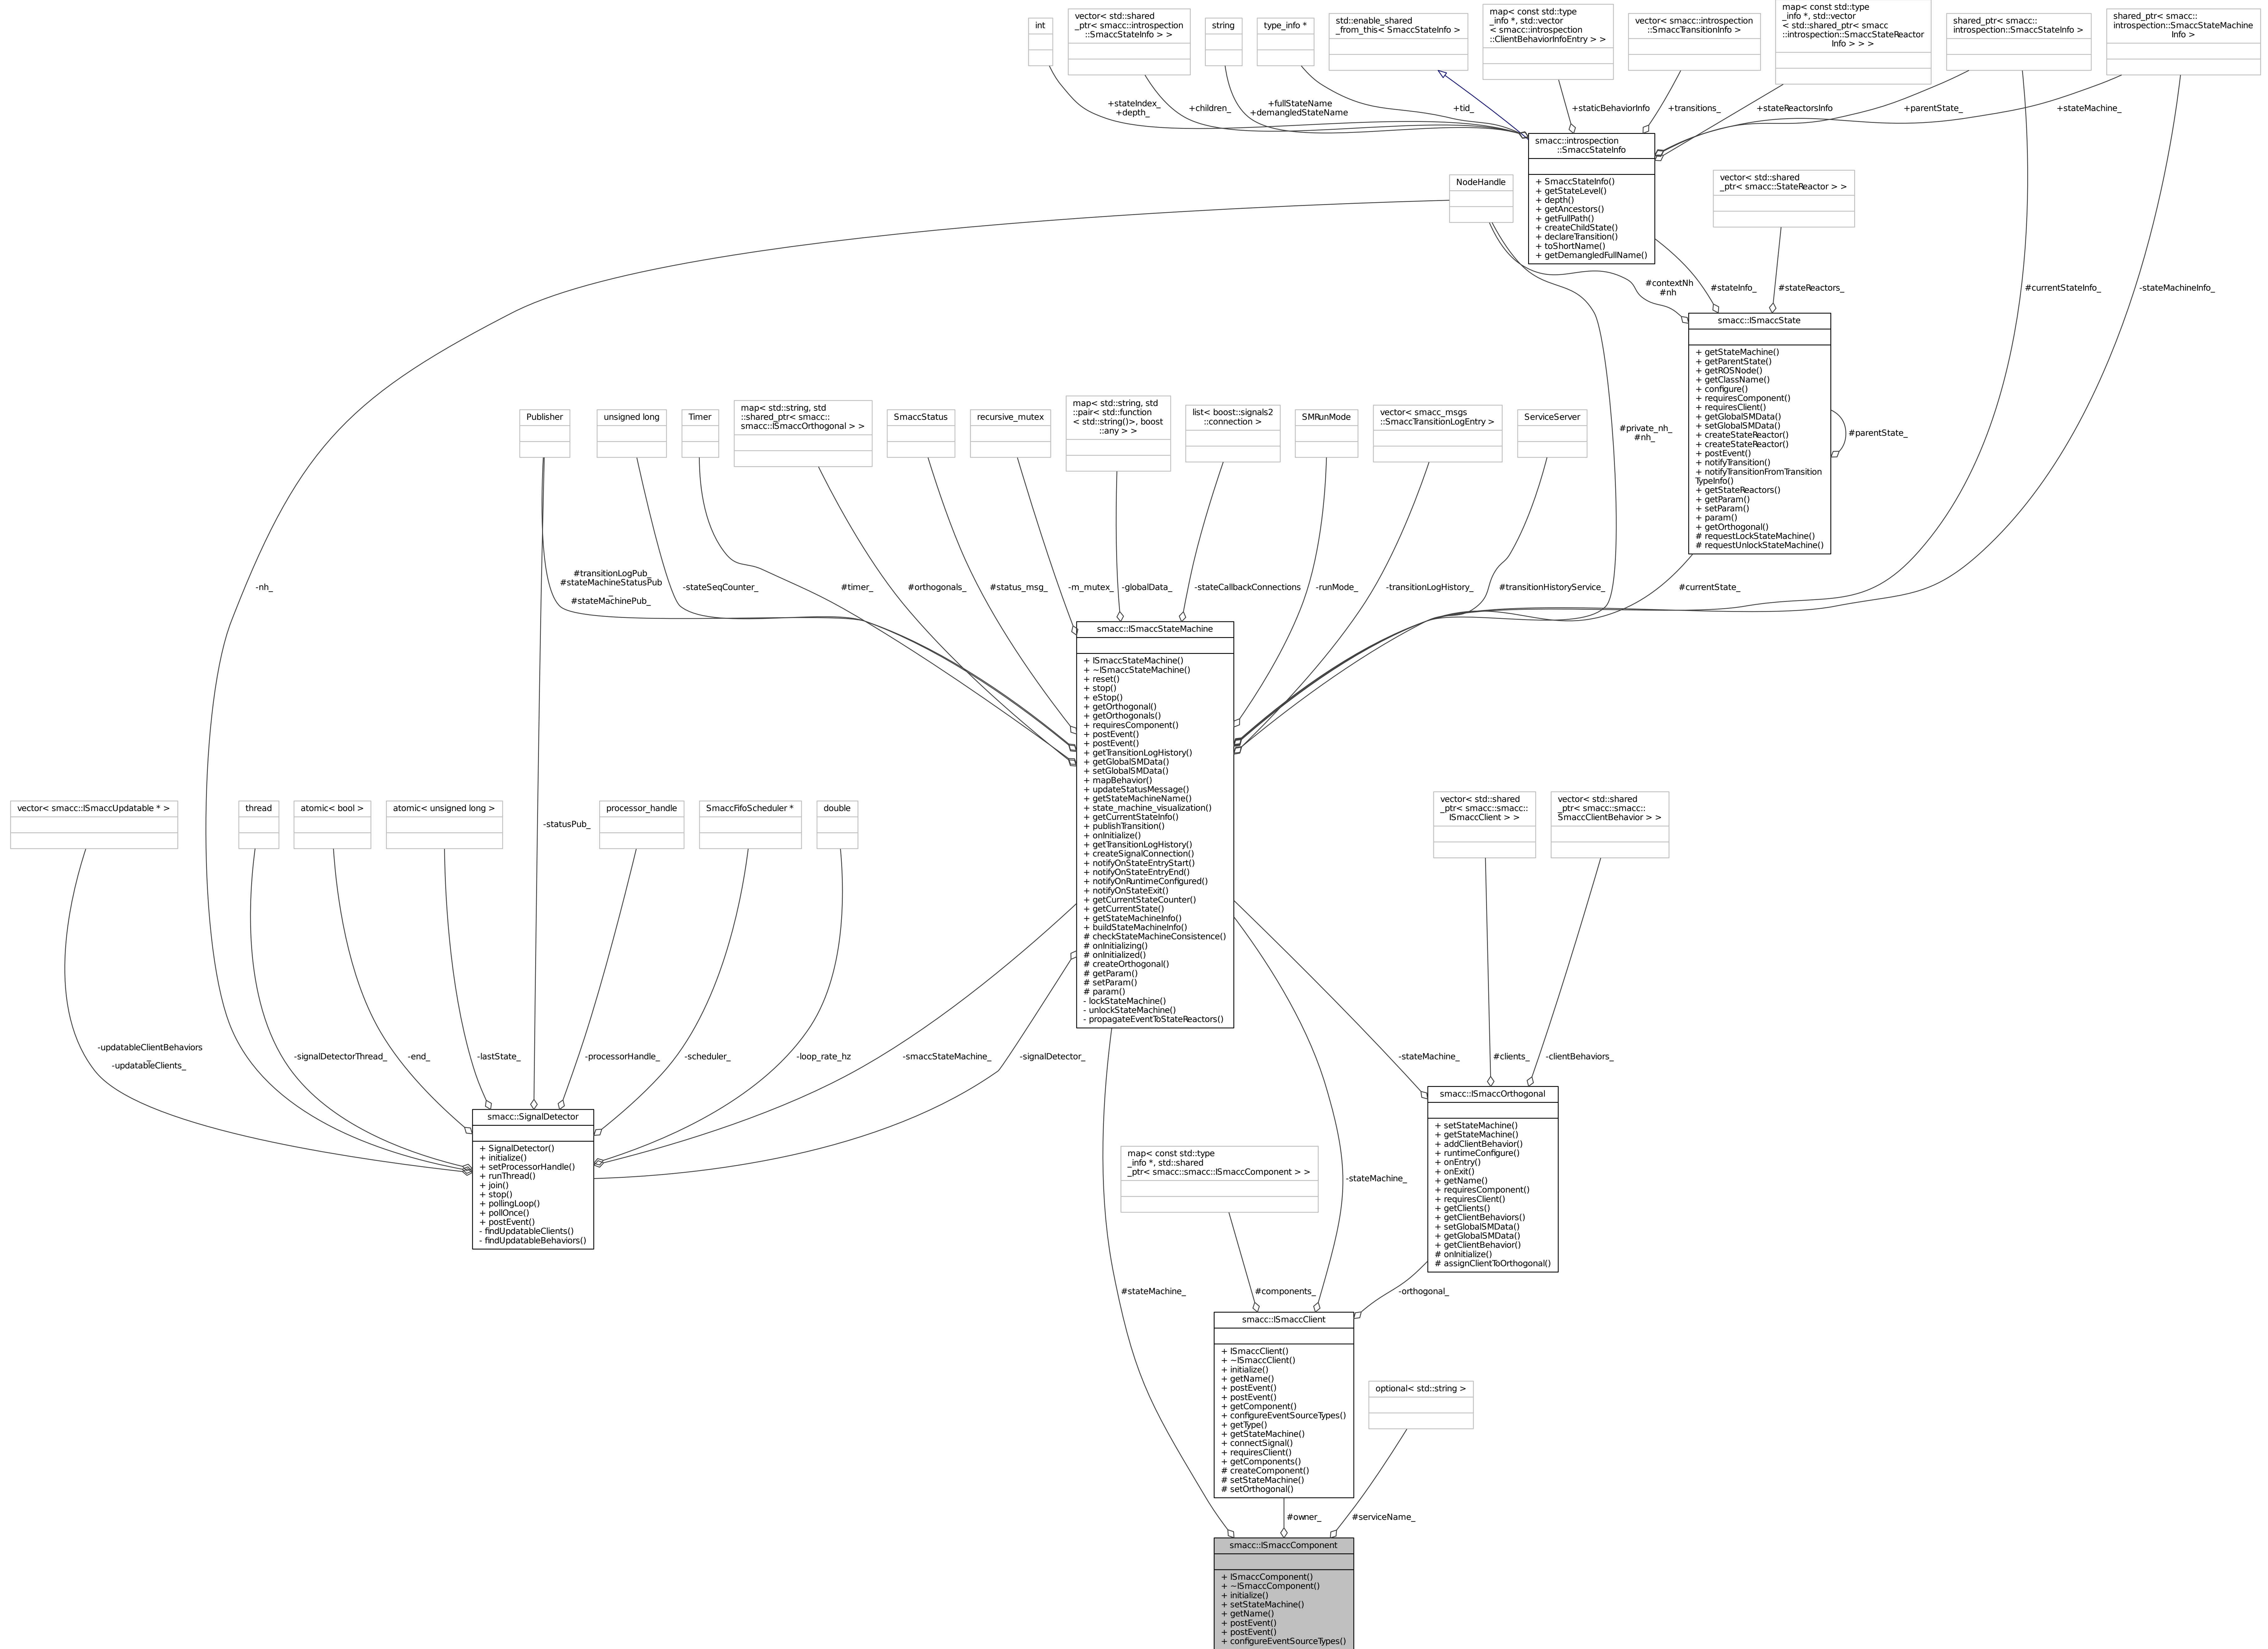 int
vector< std::shared
_ptr< smacc::introspection
::SmaccStateInfo > >
string
type_info *
std::enable_shared
_from_this< SmaccStateInfo >
map< const std::type
_info *, std::vector
< smacc::introspection
::ClientBehaviorInfoEntry > >
vector< smacc::introspection
::SmaccTransitionInfo >
map< const std::type
_info *, std::vector
< std::shared_ptr< smacc
::introspection::SmaccStateReactor
Info > > >
shared_ptr< smacc::
introspection::SmaccStateInfo >
shared_ptr< smacc::
introspection::SmaccStateMachine
Info >
+stateIndex_
+depth_
+children_
+fullStateName
+demangledStateName
+tid_
+staticBehaviorInfo
+transitions_
+stateReactorsInfo
+parentState_
+stateMachine_
smacc::introspection
::SmaccStateInfo
+ SmaccStateInfo()
+ getStateLevel()
+ depth()
+ getAncestors()
+ getFullPath()
+ createChildState()
+ declareTransition()
+ toShortName()
+ getDemangledFullName()
NodeHandle
vector< std::shared
_ptr< smacc::StateReactor > >
#contextNh
#nh
#stateInfo_
#stateReactors_
#currentStateInfo_
-stateMachineInfo_
smacc::ISmaccState
+ getStateMachine()
+ getParentState()
+ getROSNode()
+ getClassName()
+ configure()
+ requiresComponent()
+ requiresClient()
+ getGlobalSMData()
+ setGlobalSMData()
+ createStateReactor()
+ createStateReactor()
+ postEvent()
+ notifyTransition()
+ notifyTransitionFromTransition
TypeInfo()
+ getStateReactors()
+ getParam()
+ setParam()
+ param()
+ getOrthogonal()
# requestLockStateMachine()
# requestUnlockStateMachine()
#parentState_
#private_nh_
#nh_
Publisher
unsigned long
Timer
map< std::string, std
::shared_ptr< smacc::
smacc::ISmaccOrthogonal > >
SmaccStatus
recursive_mutex
map< std::string, std
::pair< std::function
< std::string()>, boost
::any > >
list< boost::signals2
::connection >
SMRunMode
vector< smacc_msgs
::SmaccTransitionLogEntry >
ServiceServer
-nh_
#transitionLogPub_
#stateMachineStatusPub
_
#stateMachinePub_
-stateSeqCounter_
#timer_
#orthogonals_
#status_msg_
-m_mutex_
-globalData_
-stateCallbackConnections
-runMode_
-transitionLogHistory_
#transitionHistoryService_
#currentState_
smacc::ISmaccStateMachine
+ ISmaccStateMachine()
+ ~ISmaccStateMachine()
+ reset()
+ stop()
+ eStop()
+ getOrthogonal()
+ getOrthogonals()
+ requiresComponent()
+ postEvent()
+ postEvent()
+ getTransitionLogHistory()
+ getGlobalSMData()
+ setGlobalSMData()
+ mapBehavior()
+ updateStatusMessage()
+ getStateMachineName()
+ state_machine_visualization()
+ getCurrentStateInfo()
+ publishTransition()
+ onInitialize()
+ getTransitionLogHistory()
+ createSignalConnection()
+ notifyOnStateEntryStart()
+ notifyOnStateEntryEnd()
+ notifyOnRuntimeConfigured()
+ notifyOnStateExit()
+ getCurrentStateCounter()
+ getCurrentState()
+ getStateMachineInfo()
+ buildStateMachineInfo()
# checkStateMachineConsistence()
# onInitializing()
# onInitialized()
# createOrthogonal()
# getParam()
# setParam()
# param()
- lockStateMachine()
- unlockStateMachine()
- propagateEventToStateReactors()
vector< smacc::ISmaccUpdatable * >
thread
atomic< bool >
atomic< unsigned long >
-statusPub_
processor_handle
SmaccFifoScheduler *
double
vector< std::shared
_ptr< smacc::smacc::
ISmaccClient > >
vector< std::shared
_ptr< smacc::smacc::
SmaccClientBehavior > >
-updatableClientBehaviors
_
-updatableClients_
-signalDetectorThread_
-end_
-lastState_
-processorHandle_
-scheduler_
-loop_rate_hz
-smaccStateMachine_
-signalDetector_
-stateMachine_
#clients_
-clientBehaviors_
smacc::SignalDetector
+ SignalDetector()
+ initialize()
+ setProcessorHandle()
+ runThread()
+ join()
+ stop()
+ pollingLoop()
+ pollOnce()
+ postEvent()
- findUpdatableClients()
- findUpdatableBehaviors()
smacc::ISmaccOrthogonal
+ setStateMachine()
+ getStateMachine()
+ addClientBehavior()
+ runtimeConfigure()
+ onEntry()
+ onExit()
+ getName()
+ requiresComponent()
+ requiresClient()
+ getClients()
+ getClientBehaviors()
+ setGlobalSMData()
+ getGlobalSMData()
+ getClientBehavior()
# onInitialize()
# assignClientToOrthogonal()
map< const std::type
_info *, std::shared
_ptr< smacc::smacc::ISmaccComponent > >
-stateMachine_
#stateMachine_
#components_
-orthogonal_
smacc::ISmaccClient
+ ISmaccClient()
+ ~ISmaccClient()
+ initialize()
+ getName()
+ postEvent()
+ postEvent()
+ getComponent()
+ configureEventSourceTypes()
+ getType()
+ getStateMachine()
+ connectSignal()
+ requiresClient()
+ getComponents()
# createComponent()
# setStateMachine()
# setOrthogonal()
optional< std::string >
#owner_
#serviceName_
smacc::ISmaccComponent
+ ISmaccComponent()
+ ~ISmaccComponent()
+ initialize()
+ setStateMachine()
+ getName()
+ postEvent()
+ postEvent()
+ configureEventSourceTypes()